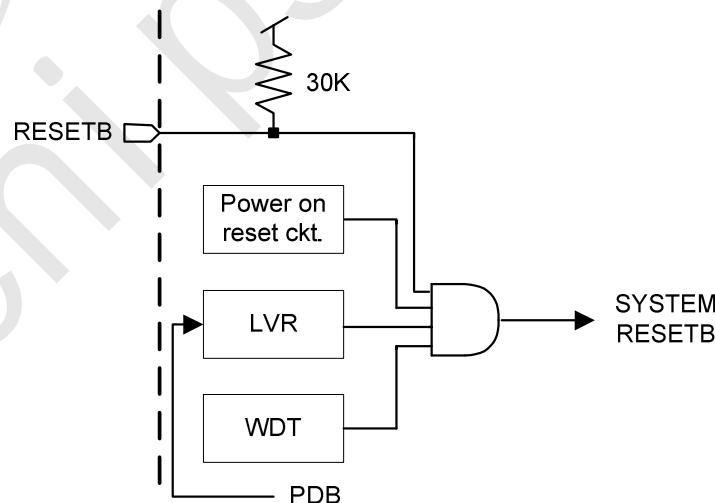 30K
RESETB
Power on
reset ckt.
LVR
SYSTEM
RESETB
WDT
PDB